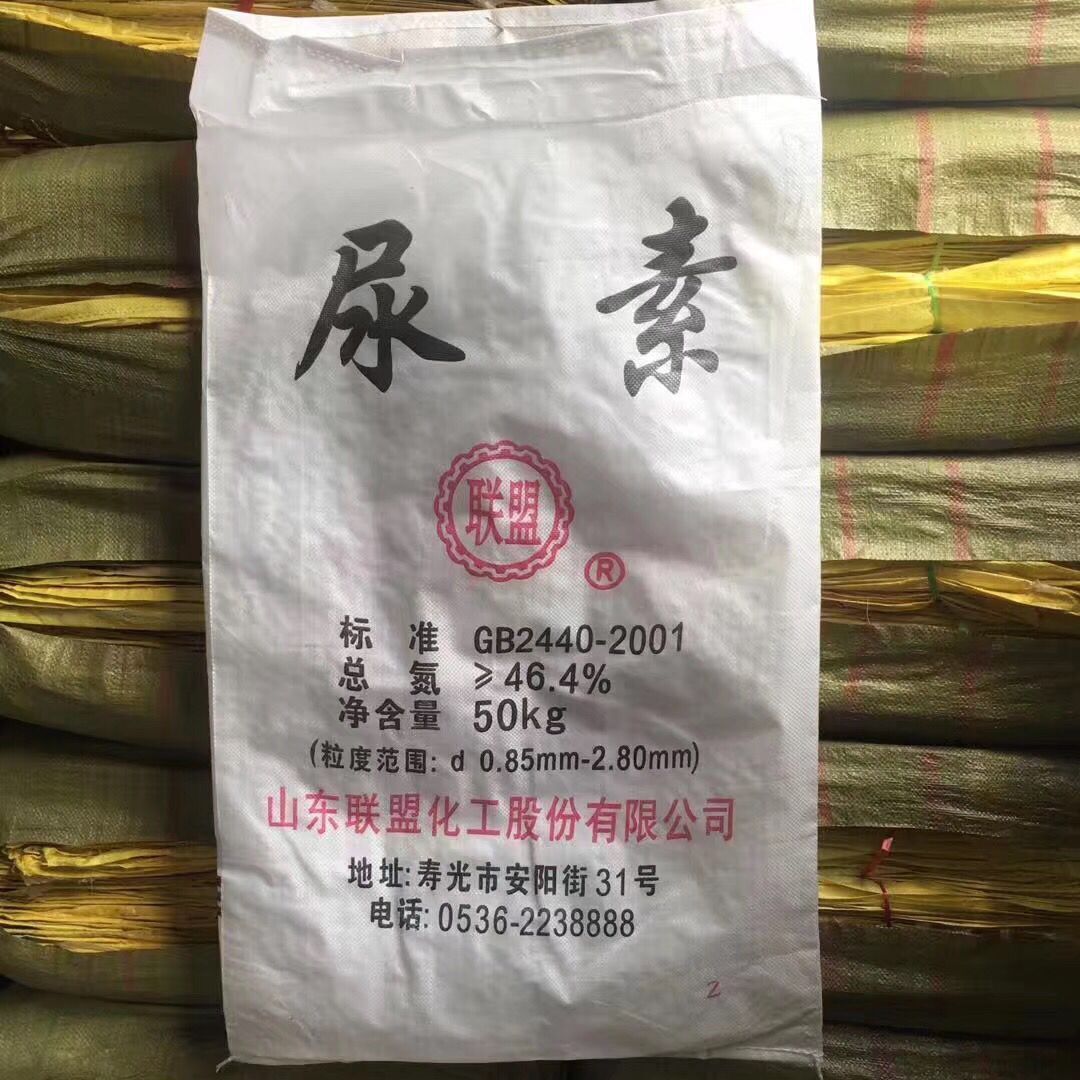 尿素
联盟
®
标准 GB2440-2001
总氮 ≥46.4%
净含量 50kg
(粒度范围: d 0.85mm-2.80mm)
山东联盟化工股份有限公司
地址:寿光市安阳街31号
电话:0536-2238888
2